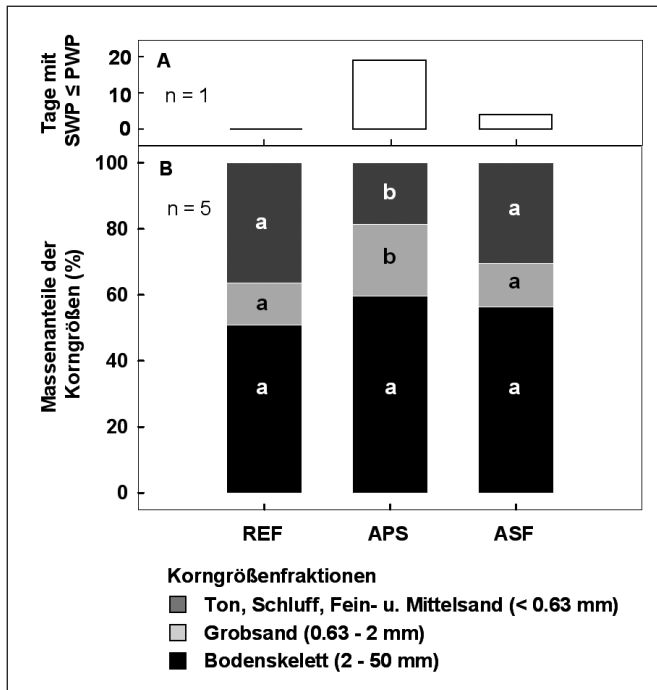 Tage mit
SWP ≤ PWP
20
10
0
A
n = 1
Massenanteile der
Korngrößen (%)
100
80
60
40
20
0
B
n = 5
a
b
a
a
b
a
a
a
a
REF APS ASF
Korngrößenfraktionen
Ton, Schluff, Fein- u. Mittelsand (< 0.63 mm)
Grobsand (0.63 - 2 mm)
Bodenskelett (2 - 50 mm)